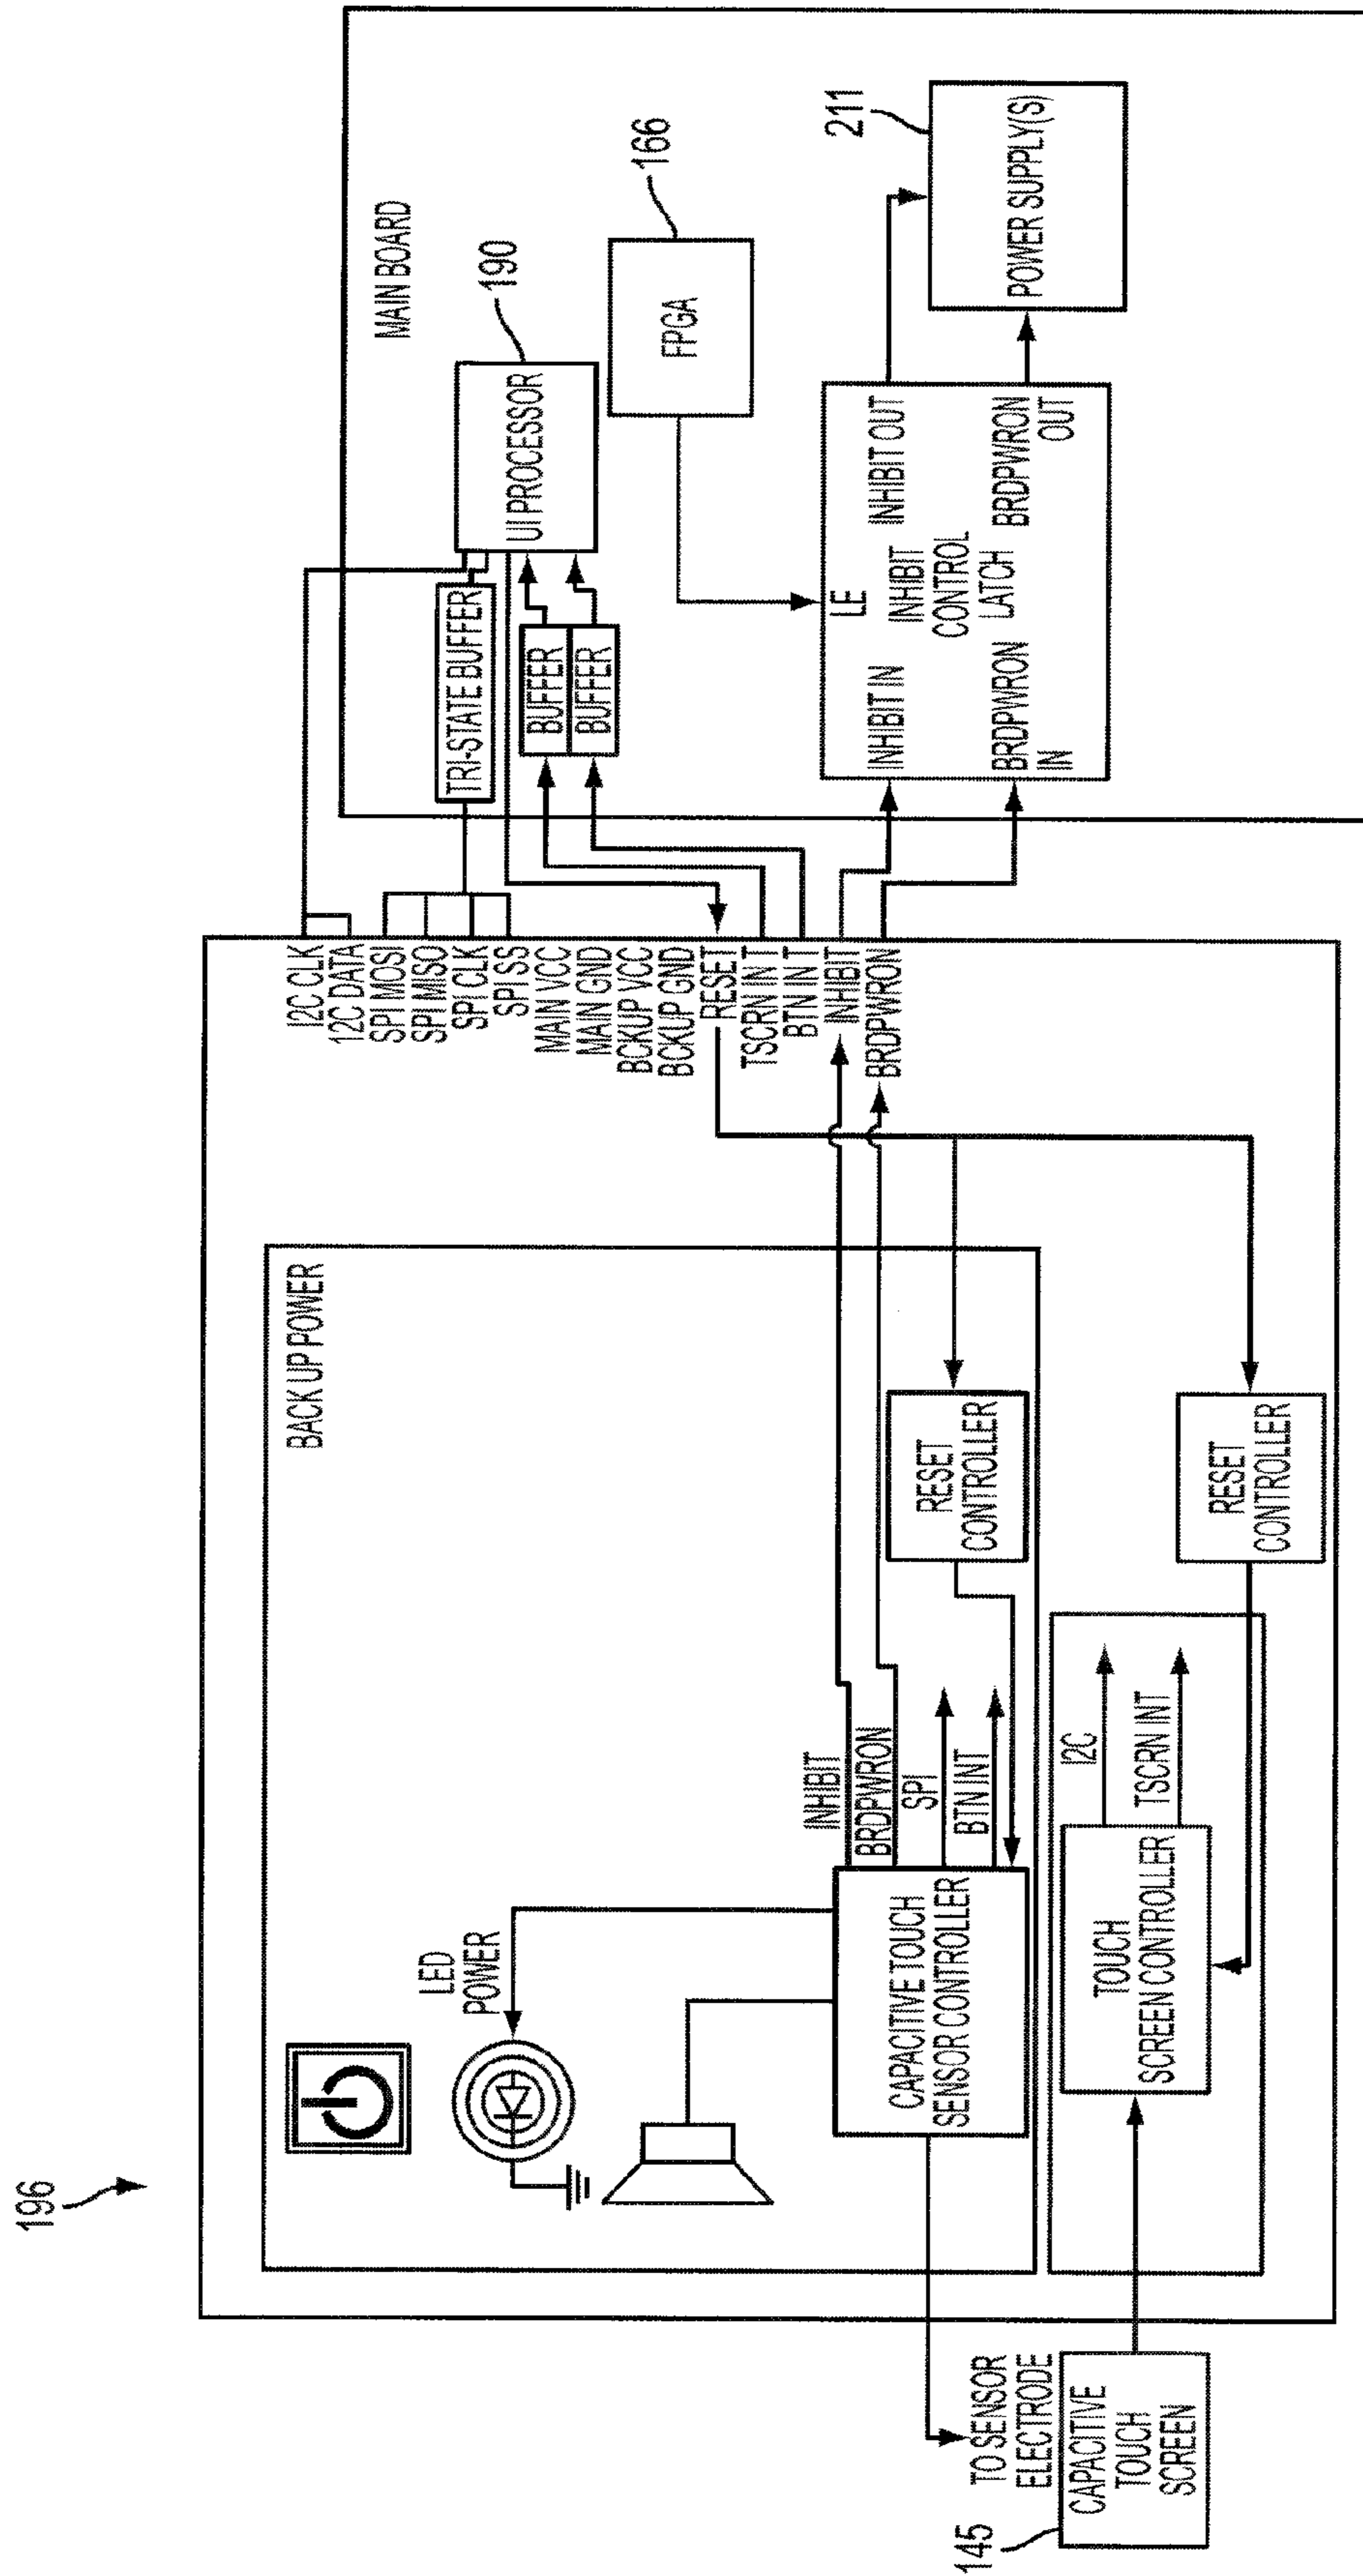 196
BACK UP POWER
LED
POWER
INHIBIT
BRDPWRON
SPI
BTN INT
CAPACITIVE TOUCH
SENSOR CONTROLLER
RESET
CONTROLLER
TO SENSOR
ELECTRODE
145
CAPACITIVE
TOUCH
SCREEN
TOUCH
SCREEN CONTROLLER
I2C
TSCRN INT
RESET
CONTROLLER
I2C CLK
12C DATA
SPI MOSI
SPI MISO
SPI CLK
SPI SS
MAIN VCC
MAIN GND
BCKUP VCC
BCKUP GND
RESET
TSCRN IN T
BTN IN T
INHIBIT
BRDPWRON
MAIN BOARD
TRI-STATE BUFFER
BUFFER
BUFFER
UI PROCESSOR
190
FPGA
166
LE
INHIBIT IN
INHIBIT OUT
INHIBIT
CONTROL
LATCH
BRDPWRON
IN
BRDPWRON
OUT
POWER SUPPLY(S)
211